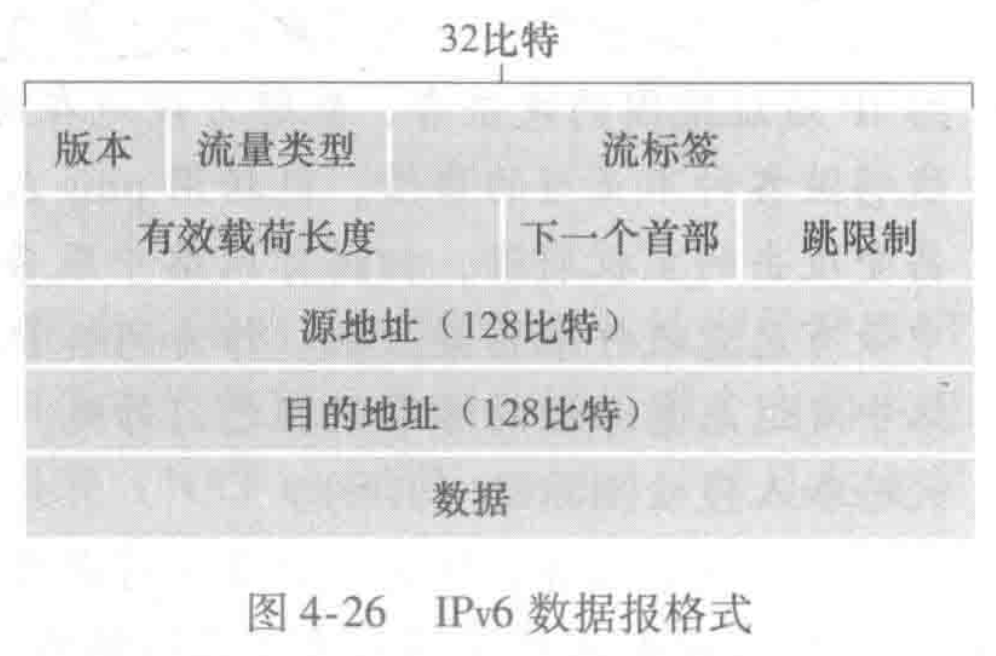 32比特
版本 流量类型 流标签
有效载荷长度 下一个首部 跳限制
源地址（128比特）
目的地址（128比特）
数据
图 4-26 IPv6 数据报格式